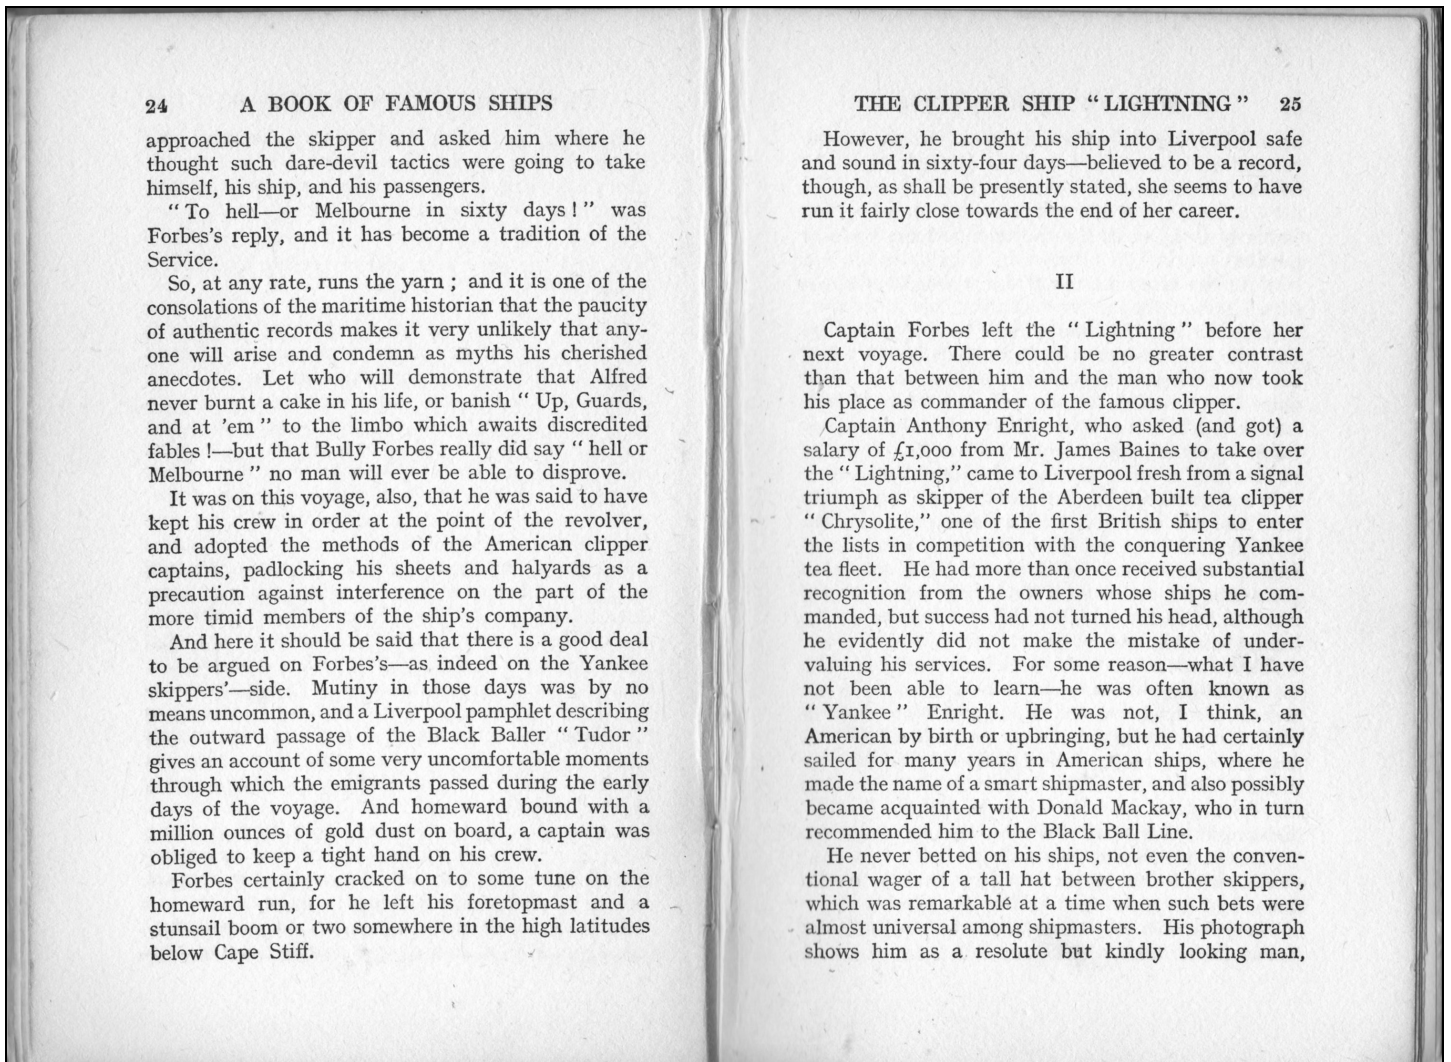 24 A BOOK OF FAMOUS SHIPS
approached the skipper and asked him where he
thought such dare-devil tactics were going to take
himself, his ship, and his passengers.
“ To hell—or Melbourne in sixty days ! ” was
Forbes's reply, and it has become a tradition of the
Service.
So, at any rate, runs the yarn ; and it is one of the
consolations of the maritime historian that the paucity
of authentic records makes it very unlikely that any-
one will arise and condemn as myths his cherished
anecdotes. Let who will demonstrate that Alfred
never burnt a cake in his life, or banish “ Up, Guards,
and at 'em ” to the limbo which awaits discredited
fables !—but that Bully Forbes really did say “ hell or
Melbourne ” no man will ever be able to disprove.
It was on this voyage, also, that he was said to have
kept his crew in order at the point of the revolver,
and adopted the methods of the American clipper
captains, padlocking his sheets and halyards as a
precaution against interference on the part of the
more timid members of the ship's company.
And here it should be said that there is a good deal
to be argued on Forbes's—as indeed on the Yankee
skippers'—side. Mutiny in those days was by no
means uncommon, and a Liverpool pamphlet describing
the outward passage of the Black Baller “ Tudor ”
gives an account of some very uncomfortable moments
through which the emigrants passed during the early
days of the voyage. And homeward bound with a
million ounces of gold dust on board, a captain was
obliged to keep a tight hand on his crew.
Forbes certainly cracked on to some tune on the
homeward run, for he left his foretopmast and a
stunsail boom or two somewhere in the high latitudes
below Cape Stiff.
THE CLIPPER SHIP “ LIGHTNING ” 25
However, he brought his ship into Liverpool safe
and sound in sixty-four days—believed to be a record,
though, as shall be presently stated, she seems to have
run it fairly close towards the end of her career.
II
Captain Forbes left the “ Lightning ” before her
next voyage. There could be no greater contrast
than that between him and the man who now took
his place as commander of the famous clipper.
Captain Anthony Enright, who asked (and got) a
salary of £1,000 from Mr. James Baines to take over
the “ Lightning,” came to Liverpool fresh from a signal
triumph as skipper of the Aberdeen built tea clipper
“ Chrysolite,” one of the first British ships to enter
the lists in competition with the conquering Yankee
tea fleet. He had more than once received substantial
recognition from the owners whose ships he com-
manded, but success had not turned his head, although
he evidently did not make the mistake of under-
valuing his services. For some reason—what I have
not been able to learn—he was often known as
“ Yankee ” Enright. He was not, I think, an
American by birth or upbringing, but he had certainly
sailed for many years in American ships, where he
made the name of a smart shipmaster, and also possibly
became acquainted with Donald Mackay, who in turn
recommended him to the Black Ball Line.
He never betted on his ships, not even the conven-
tional wager of a tall hat between brother skippers,
which was remarkable at a time when such bets were
almost universal among shipmasters. His photograph
shows him as a resolute but kindly looking man,